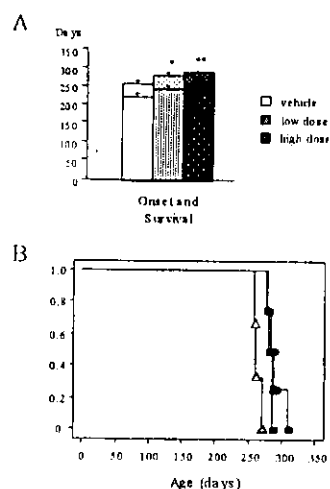 A
Days
350
300
250
200
150
100
50
0
* * **
* *
Onset and
Survival
vehicle
low dose
high dose
B
1.0
0.8
0.6
0.4
0.2
0
0 50 100 150 200 250 300 350
Age (days)